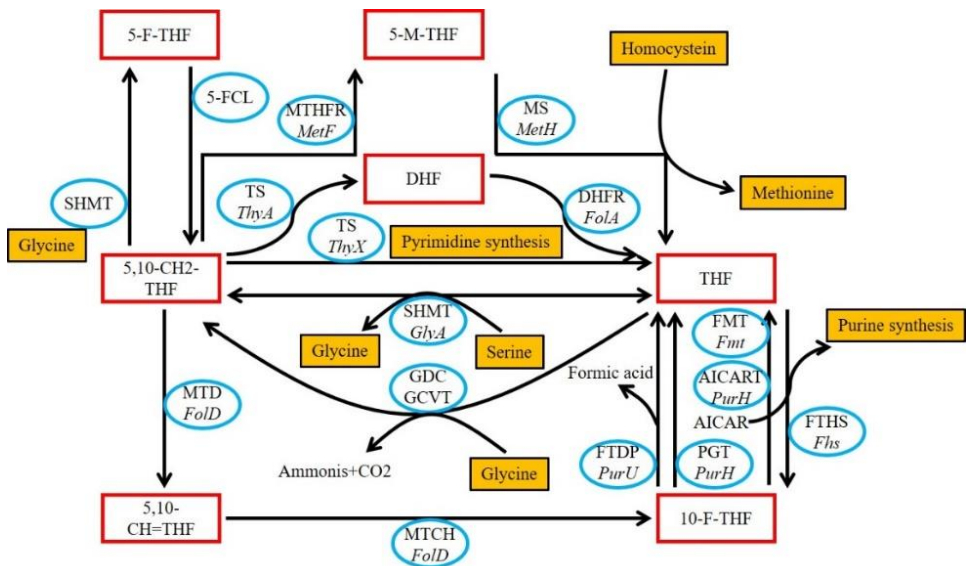 5-F-THF
5-M-THF
Homocystein
5-FCL
MTHFR
MetF
MS
MetH
DHF
Methionine
SHMT
TS
ThyA
DHFR
FolA
Glycine
TS
ThyX
Pyrimidine synthesis
5,10-CH2-
THF
THF
SHMT
GlyA
FMT
Fmt
Purine synthesis
Glycine
Serine
MTD
FolD
GDC
GCVT
Formic acid
AICART
PurH
AICAR
FTHS
Fhs
Ammonis+CO2
Glycine
FTDP
PurU
PGT
PurH
5,10-
CH=THF
10-F-THF
MTCH
FolD